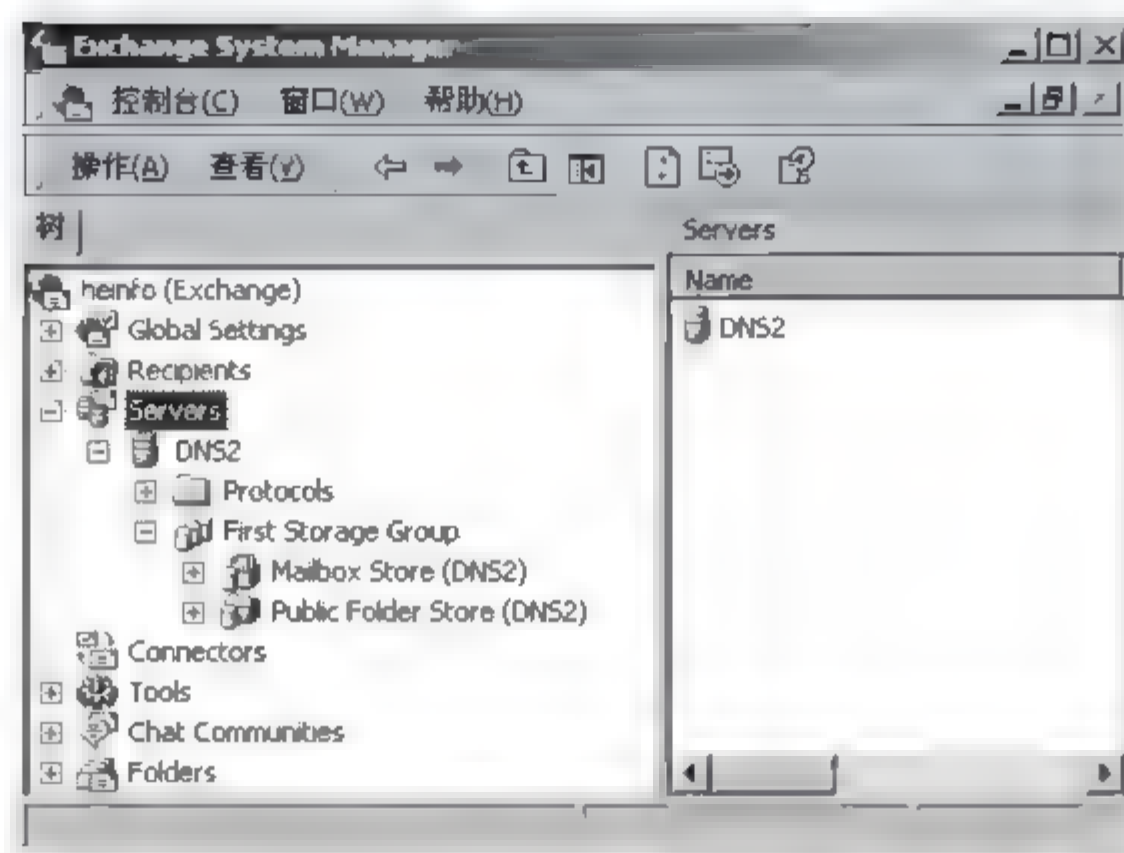 Exchange System Manager
控制台(C) 窗口(W) 帮助(H)
操作(A) 查看(V)
树
heinfo (Exchange)
Global Settings
Recipients
Servers
DNS2
Protocols
First Storage Group
Mailbox Store (DNS2)
Public Folder Store (DNS2)
Connectors
Tools
Chat Communities
Folders
Servers
Name
DNS2